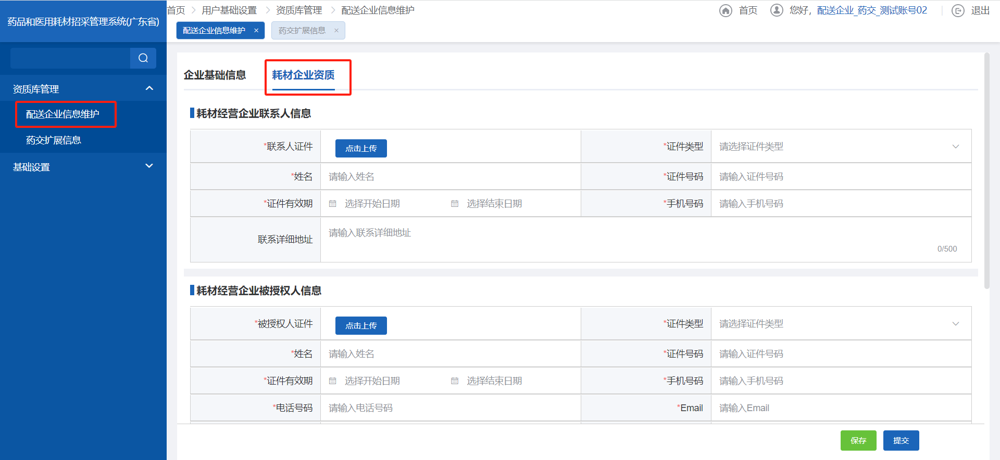 首页 > 用户基础设置 > 资质库管理 > 配送企业信息维护
首页 您好，配送企业_药交_测试账号02 退出
药品和医用耗材招采管理系统(广东省)
配送企业信息维护 × 药交扩展信息 ×
资质库管理
配送企业信息维护
药交扩展信息
基础设置
企业基础信息 耗材企业资质
耗材经营企业联系人信息
*联系人证件 点击上传 *证件类型 请选择证件类型
*姓名 请输入姓名 *证件号码 请输入证件号码
*证件有效期 选择开始日期 选择结束日期 *手机号码 请输入手机号码
联系详细地址 请输入联系详细地址
0/500
耗材经营企业被授权人信息
*被授权人证件 点击上传 *证件类型 请选择证件类型
*姓名 请输入姓名 *证件号码 请输入证件号码
*证件有效期 选择开始日期 选择结束日期 *手机号码 请输入手机号码
*电话号码 请输入电话号码 *Email 请输入Email
保存 提交